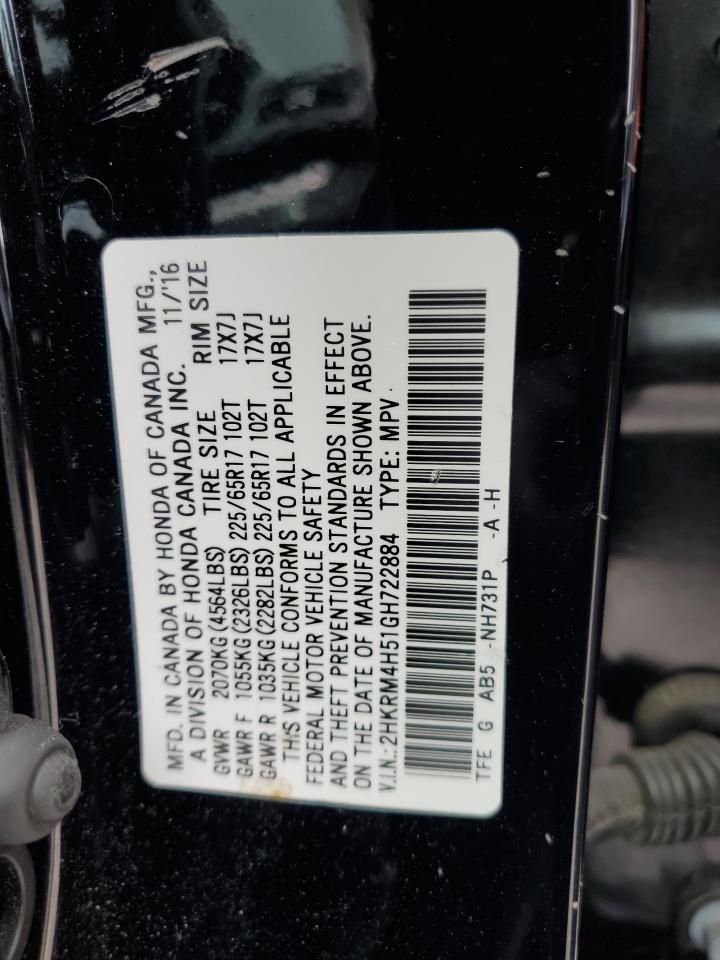 MFD. IN CANADA BY HONDA OF CANADA MFG.,
A DIVISION OF HONDA CANADA INC. 11/'16
GVWR 2070KG (4564LBS) TIRE SIZE RIM SIZE
GAWR F 1055KG (2326LBS) 225/65R17 102T 17X7J
GAWR R 1035KG (2282LBS) 225/65R17 102T 17X7J
THIS VEHICLE CONFORMS TO ALL APPLICABLE
FEDERAL MOTOR VEHICLE SAFETY
AND THEFT PREVENTION STANDARDS IN EFFECT
ON THE DATE OF MANUFACTURE SHOWN ABOVE.
V.I.N.:2HKRM4H51GH722884 TYPE: MPV
TFE G AB5 NH731P -A -H